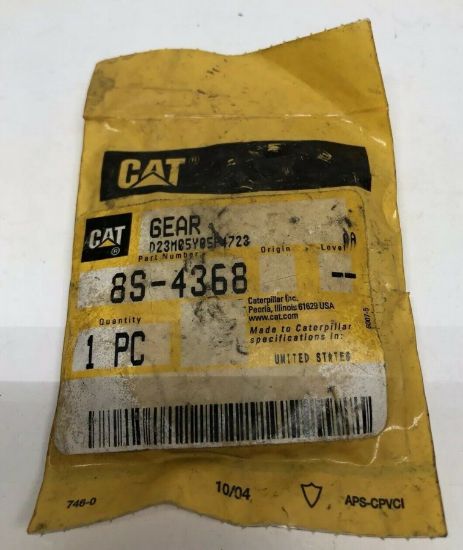 CAT
CAT ®
GEAR
Part Number
Origin
Level
0A
8S-4368
--
Caterpillar Inc.
Peoria, Illinois 61629 USA
www.cat.com
Quantity
1 PC
Made to Caterpillar
specifications in:
UNITED STATES
746-0
10/04
APS-CPVCI